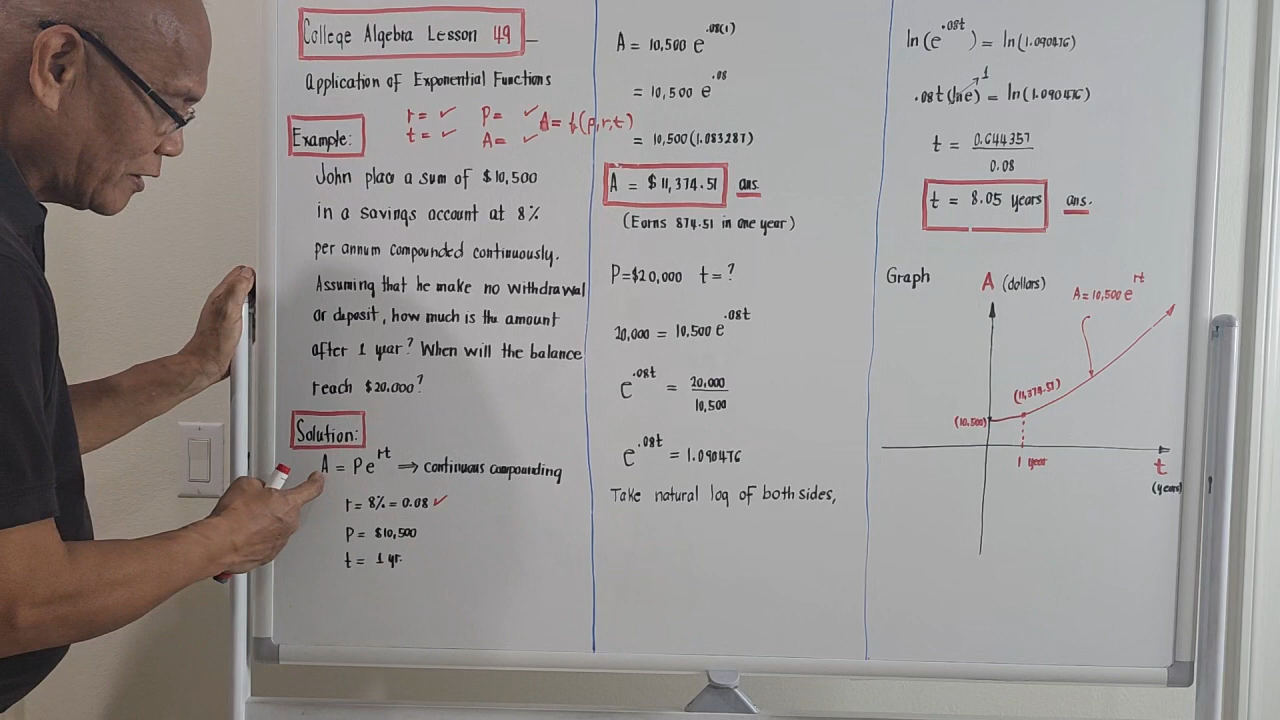 College Algebra Lesson 49
Application of Exponential Functions
r= ✓ P= ✓ A= f(p,r,t)
t= ✓ A= ✓
Example:
John place a sum of $10,500
in a savings account at 8%
per annum compounded continuously.
Assuming that he make no withdrawal
or deposit, how much is the amount
after 1 year? When will the balance
reach $20.000?
Solution:
A = Pe^rt ⇒ continuous compounding
r = 8% = 0.08 ✓
P = $10,500
t = 1 yr.
A = 10,500 e^.08(1)
= 10,500 e^.08
= 10,500(1.083287)
A = $11,374.51 ans.
(Earns 874.51 in one year)
P=$20,000 t = ?
20,000 = 10,500 e^.08t
e^.08t = 20,000/10,500
e^.08t = 1.090476
Take natural log of both sides,
ln(e^.08t) = ln(1.090476)
.08t(lne)^1 = ln(1.090476)
t = 0.644357/0.08
t = 8.05 years ans.
Graph
A (dollars)
A=10,500 e^rt
(11,374.51)
(10,500)
1 year
t
(years)